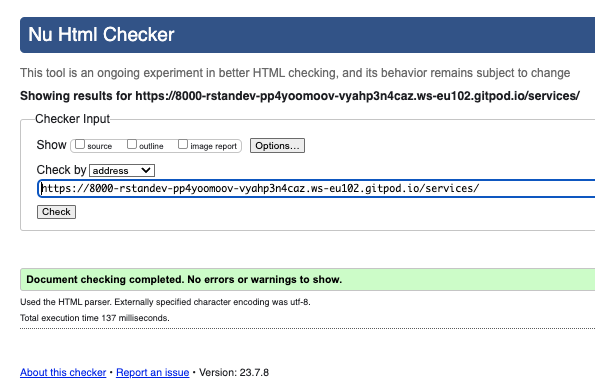 Nu Html Checker
This tool is an ongoing experiment in better HTML checking, and its behavior remains subject to change
Showing results for https://8000-rstandev-pp4yoomoov-vyahp3n4caz.ws-eu102.gitpod.io/services/
Checker Input
Show source outline image report Options...
Check by address
https://8000-rstandev-pp4yoomoov-vyahp3n4caz.ws-eu102.gitpod.io/services/
Check
Document checking completed. No errors or warnings to show.
Used the HTML parser. Externally specified character encoding was utf-8.
Total execution time 137 milliseconds.
About this checker • Report an issue • Version: 23.7.8